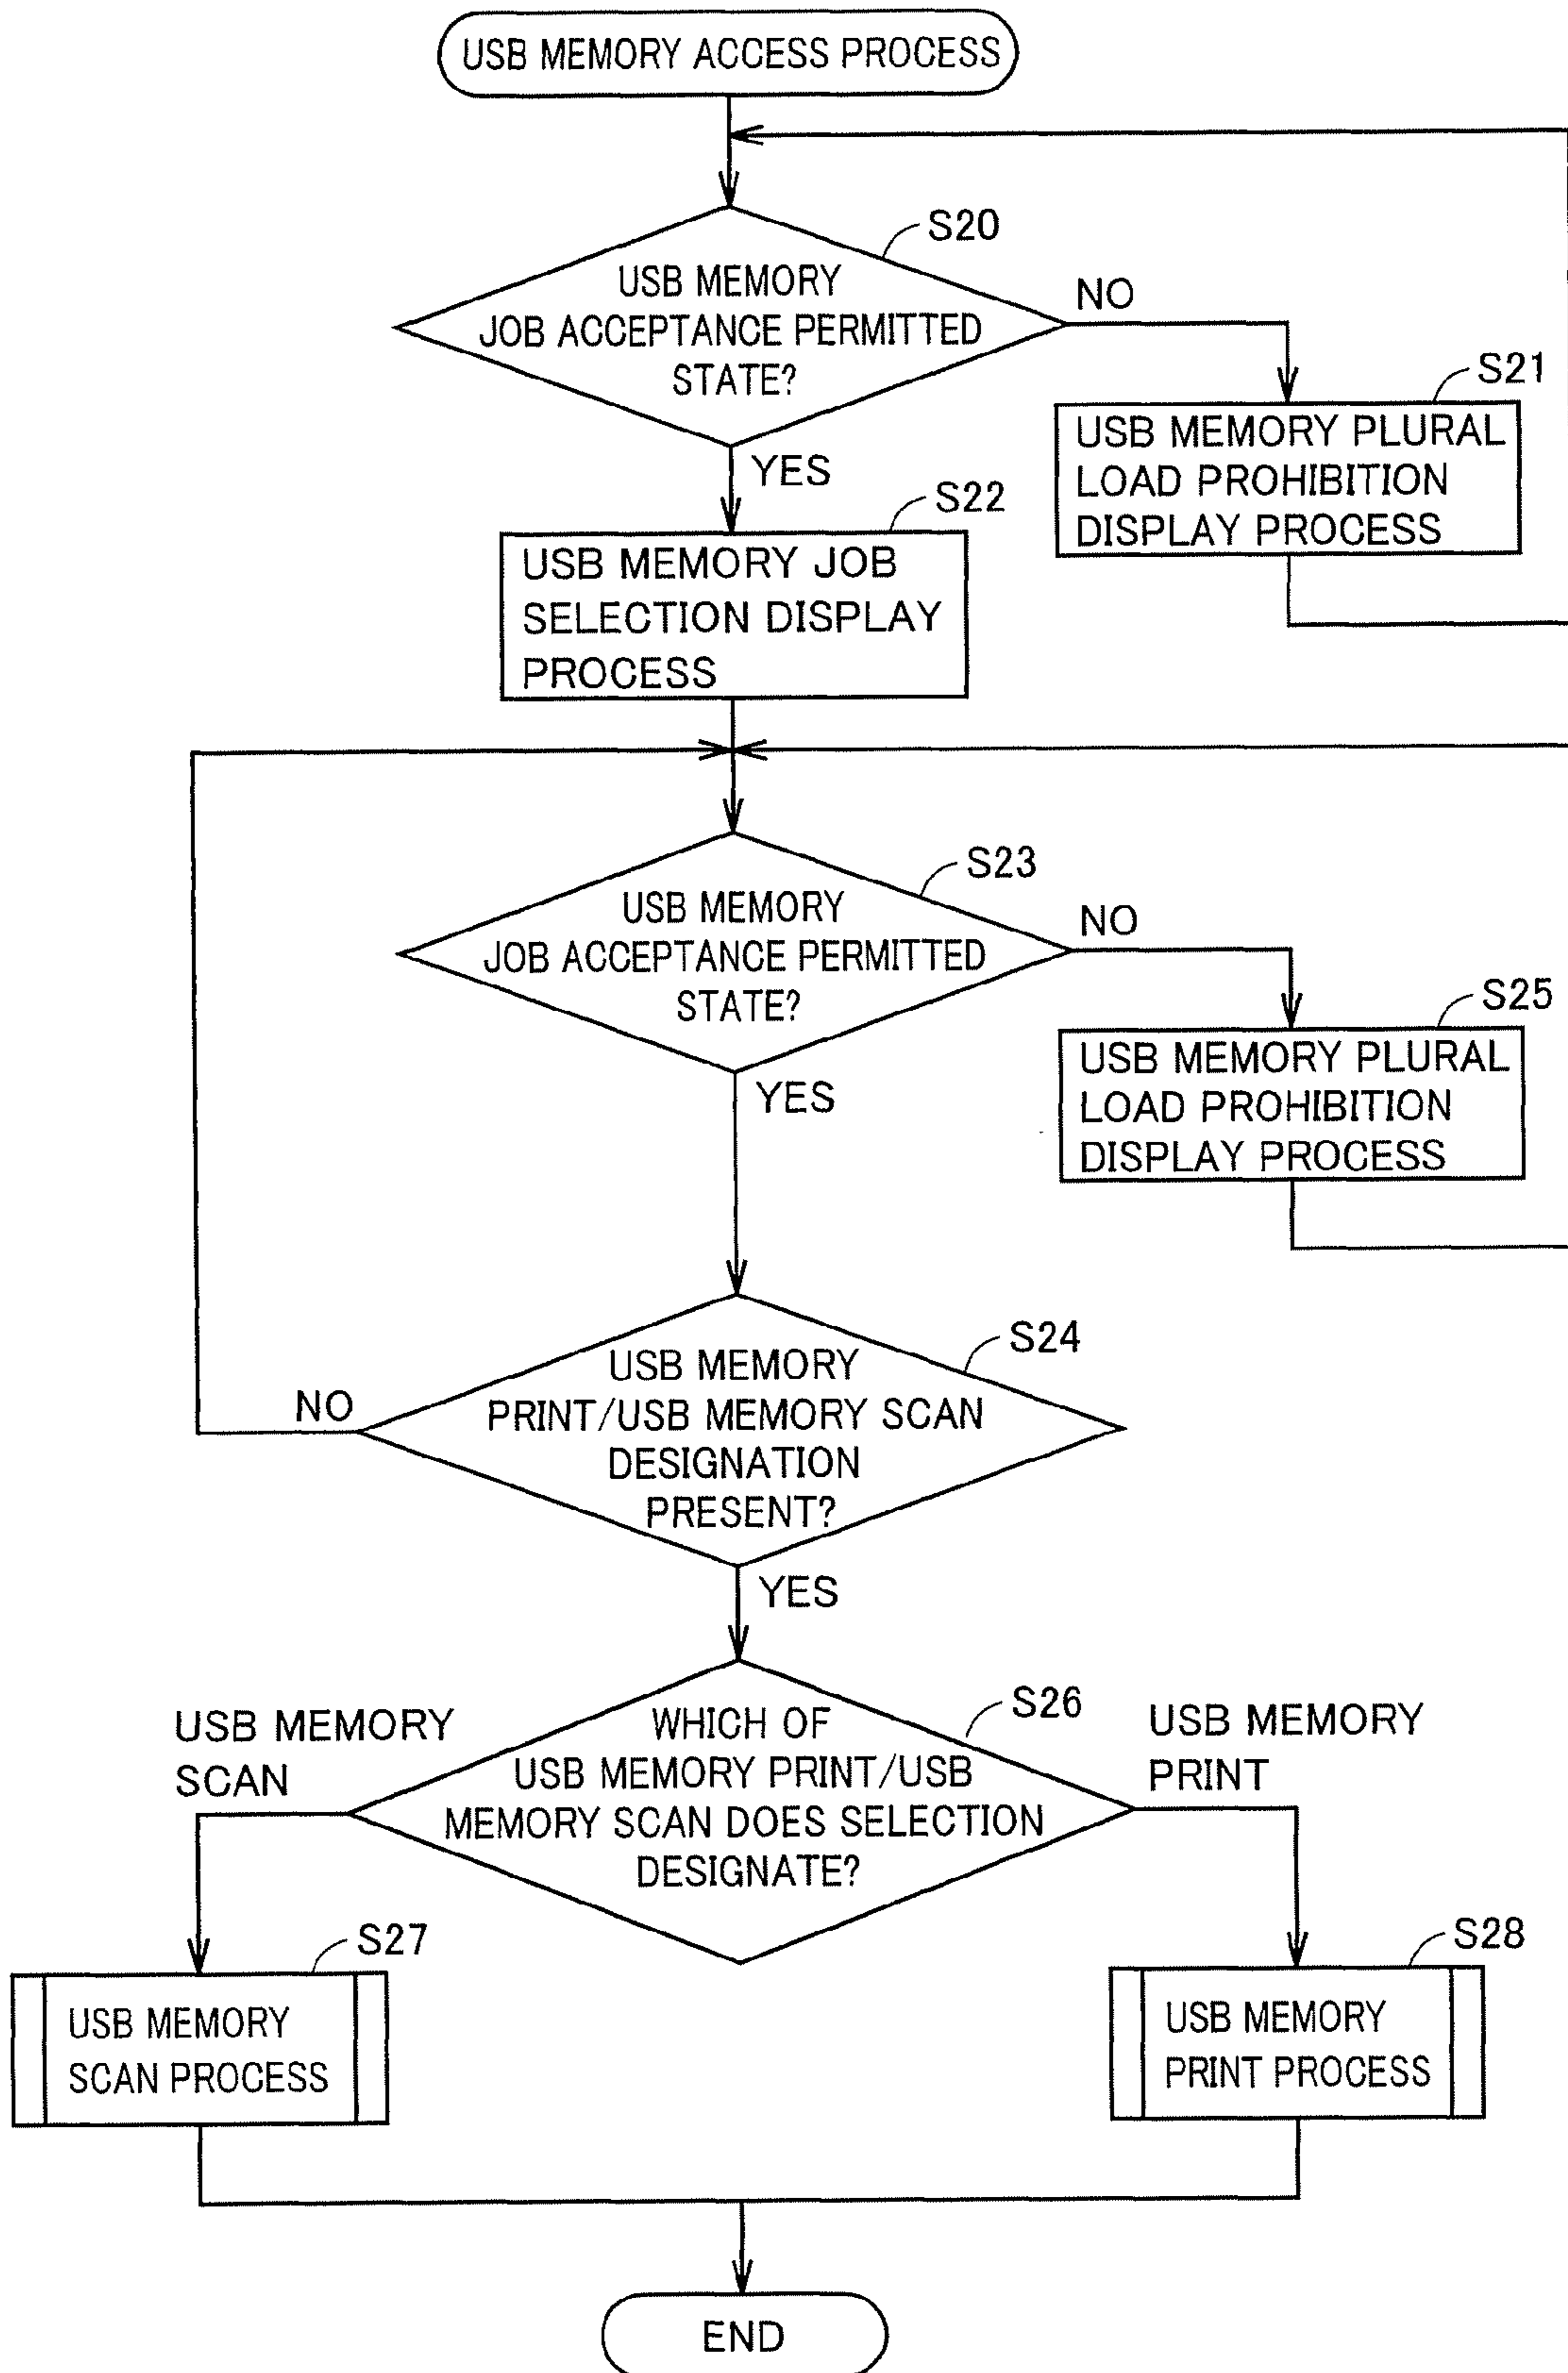 USB MEMORY ACCESS PROCESS
S20
USB MEMORY
JOB ACCEPTANCE PERMITTED
STATE?
NO
YES
S21
USB MEMORY PLURAL
LOAD PROHIBITION
DISPLAY PROCESS
S22
USB MEMORY JOB
SELECTION DISPLAY
PROCESS
S23
USB MEMORY
JOB ACCEPTANCE PERMITTED
STATE?
NO
YES
S25
USB MEMORY PLURAL
LOAD PROHIBITION
DISPLAY PROCESS
S24
USB MEMORY
PRINT/USB MEMORY SCAN
DESIGNATION
PRESENT?
NO
YES
S26
WHICH OF
USB MEMORY PRINT/USB
MEMORY SCAN DOES SELECTION
DESIGNATE?
USB MEMORY
SCAN
USB MEMORY
PRINT
S27
USB MEMORY
SCAN PROCESS
S28
USB MEMORY
PRINT PROCESS
END